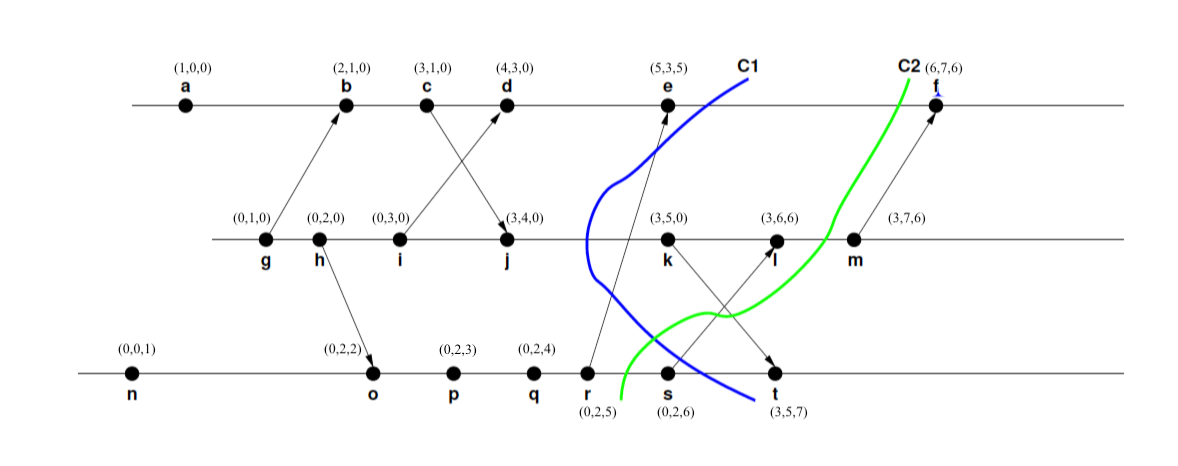 C1
C2 (6,7,6)
(1,0,0) (2,1,0) (3,1,0) (4,3,0) (5,3,5)
a b c d e f
(0,1,0) (0,2,0) (0,3,0) (3,4,0) (3,5,0) (3,6,6) (3,7,6)
g h i j k l m
(0,0,1) (0,2,2) (0,2,3) (0,2,4)
n o p q r s t
(0,2,5) (0,2,6) (3,5,7)